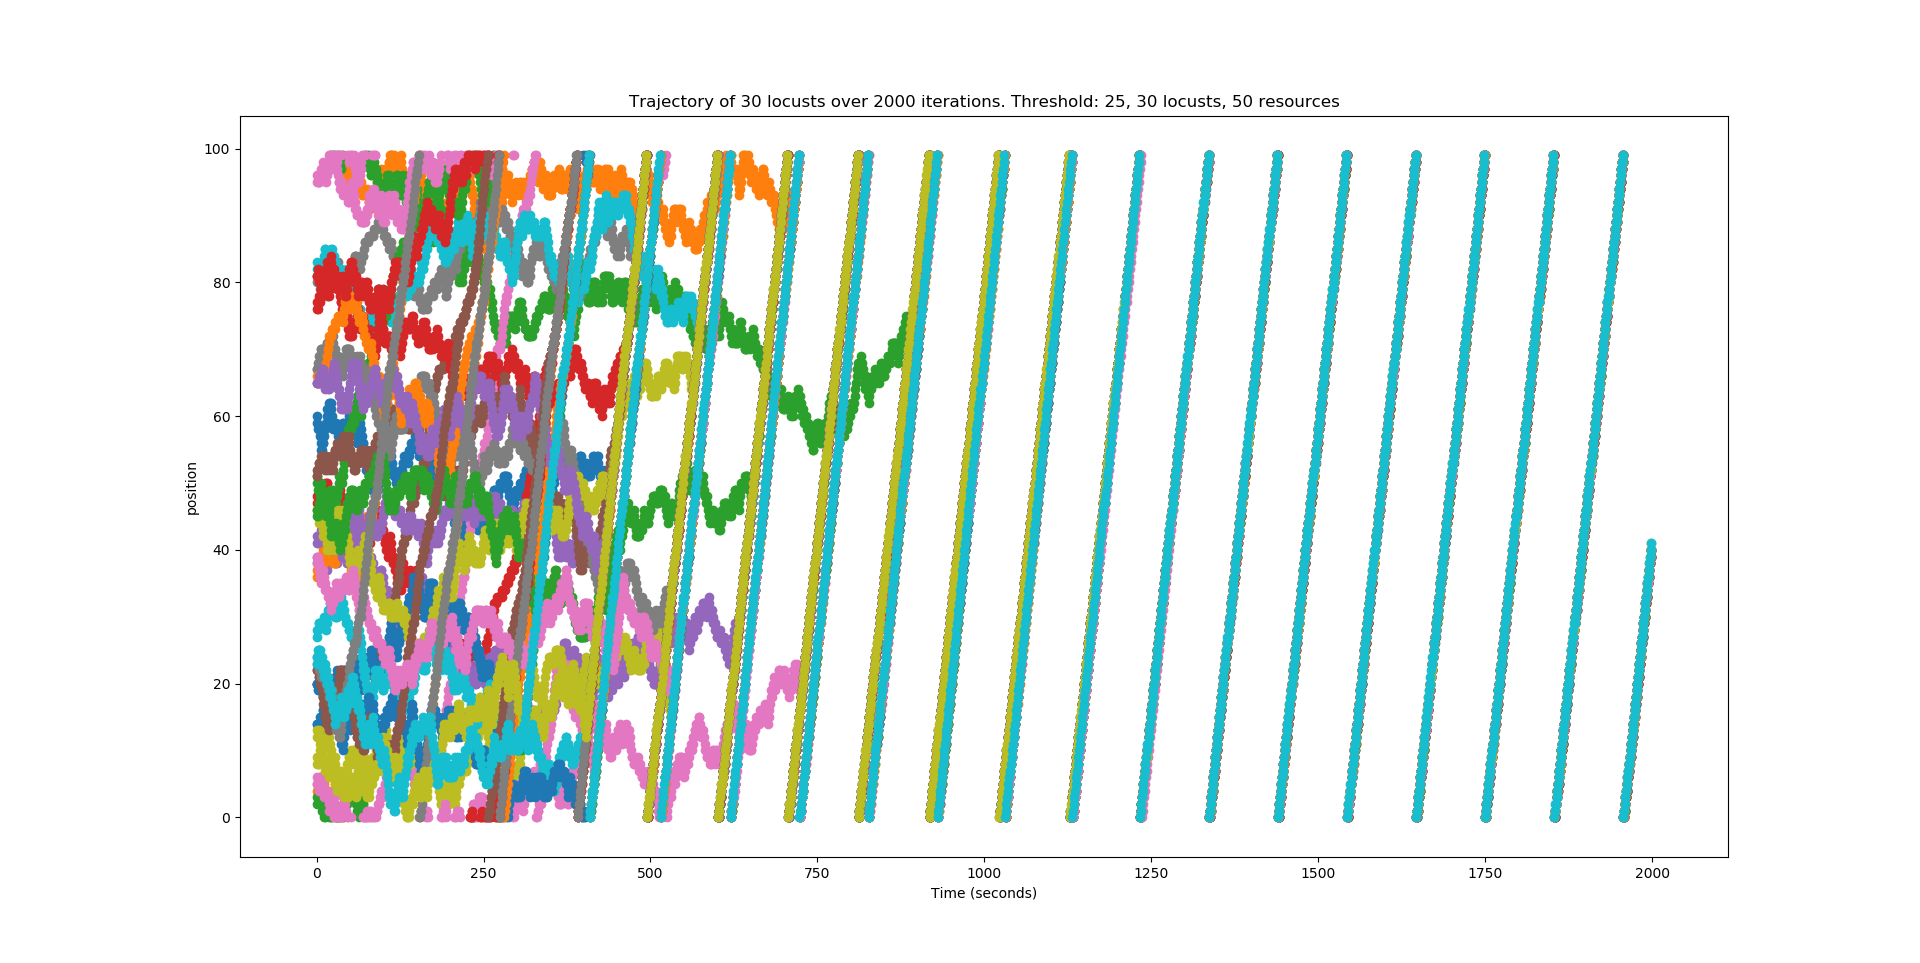 Trajectory of 30 locusts over 2000 iterations. Threshold: 25, 30 locusts, 50 resources
100
80
60
40
20
0
position
0 250 500 750 1000 1250 1500 1750 2000
Time (seconds)